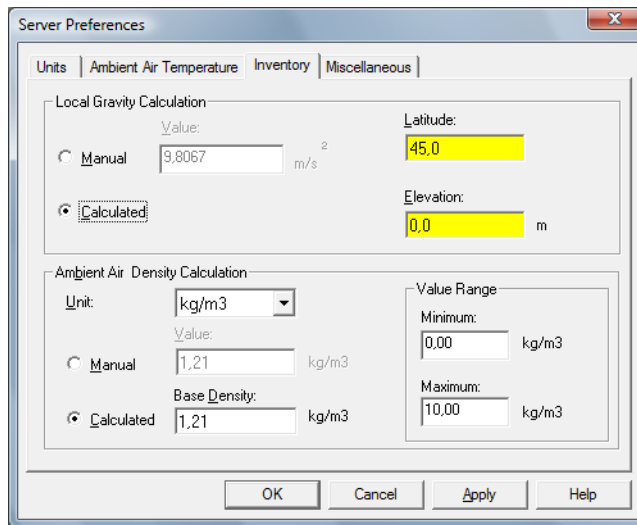 Server Preferences
Units
Ambient Air Temperature
Inventory
Miscellaneous
Local Gravity Calculation
Value:
Manual
9,8067
m/s
2
Calculated
Latitude:
45,0
Elevation:
0,0
m
Ambient Air Density Calculation
Unit:
kg/m3
Value:
Manual
1,21
kg/m3
Base Density:
Calculated
1,21
kg/m3
Value Range
Minimum:
0,00
kg/m3
Maximum:
10,00
kg/m3
OK
Cancel
Apply
Help